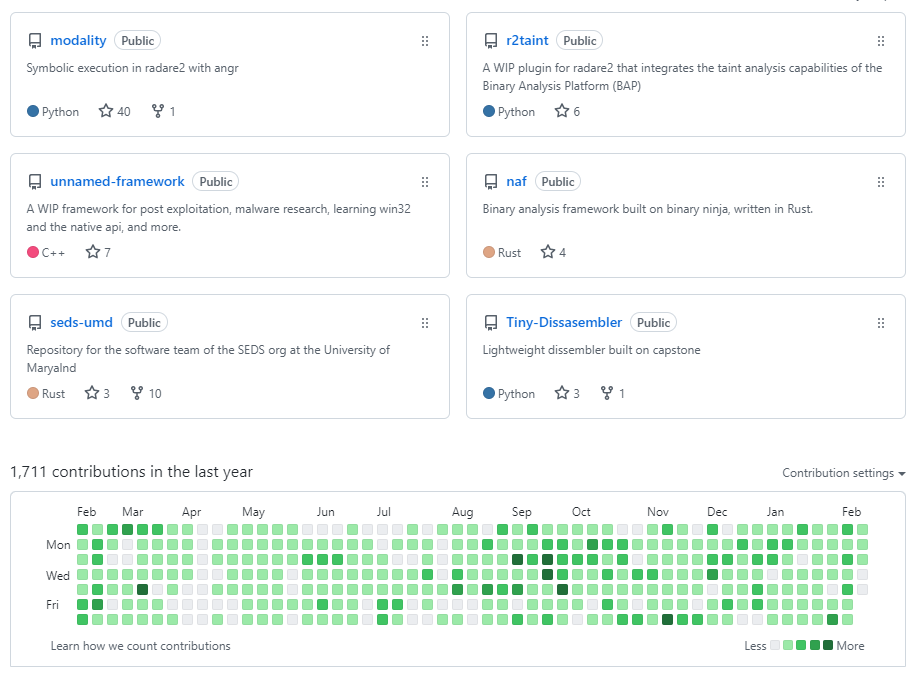 modality Public
Symbolic execution in radare2 with angr
Python 40 1
r2taint Public
A WIP plugin for radare2 that integrates the taint analysis capabilities of the
Binary Analysis Platform (BAP)
Python 6
unnamed-framework Public
A WIP framework for post exploitation, malware research, learning win32
and the native api, and more.
C++ 7
naf Public
Binary analysis framework built on binary ninja, written in Rust.
Rust 4
seds-umd Public
Repository for the software team of the SEDS org at the University of
Maryalnd
Rust 3 10
Tiny-Dissasembler Public
Lightweight dissembler built on capstone
Python 3 1
1,711 contributions in the last year
Contribution settings
Feb Mar Apr May Jun Jul Aug Sep Oct Nov Dec Jan Feb
Mon
Wed
Fri
Learn how we count contributions
Less More